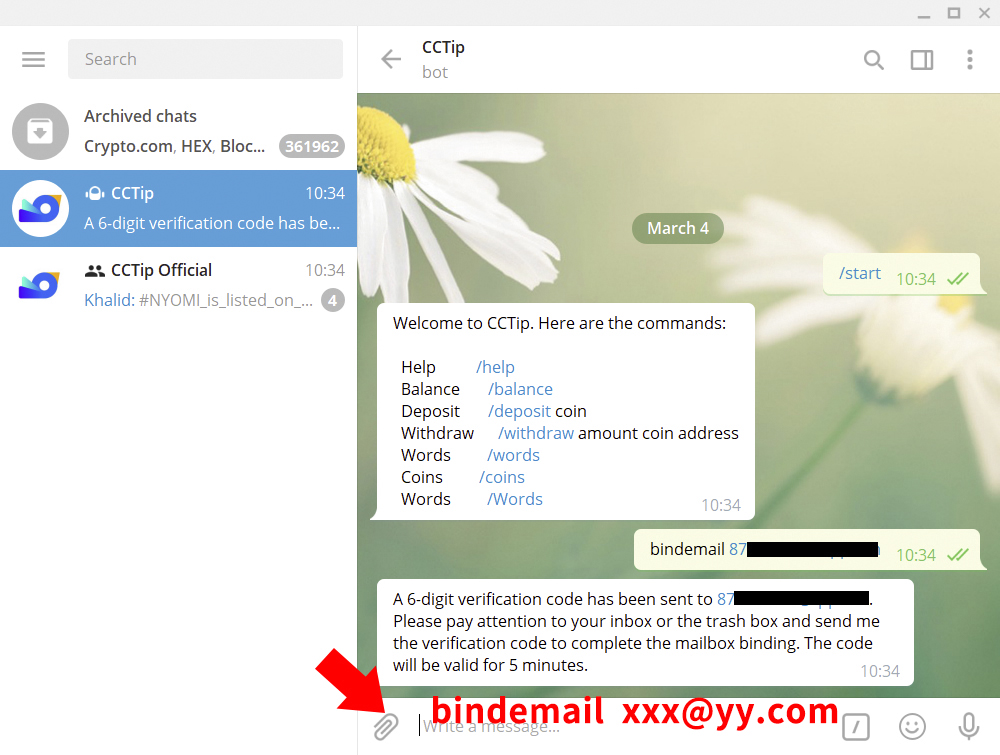 Search
Archived chats
Crypto.com, HEX, Bloc...
361962
CCTip
10:34
A 6-digit verification code has be...
CCTip Official
10:34
Khalid: #NYOMI_is_listed_on_...
4
CCTip
bot
March 4
/start 10:34
Welcome to CCTip. Here are the commands:
Help /help
Balance /balance
Deposit /deposit coin
Withdraw /withdraw amount coin address
Words /words
Coins /coins
Words /Words
10:34
bindemail 87
10:34
A 6-digit verification code has been sent to 87 .
Please pay attention to your inbox or the trash box and send me
the verification code to complete the mailbox binding. The code
will be valid for 5 minutes.
10:34
bindemail xxx@yy.com
Write a message...